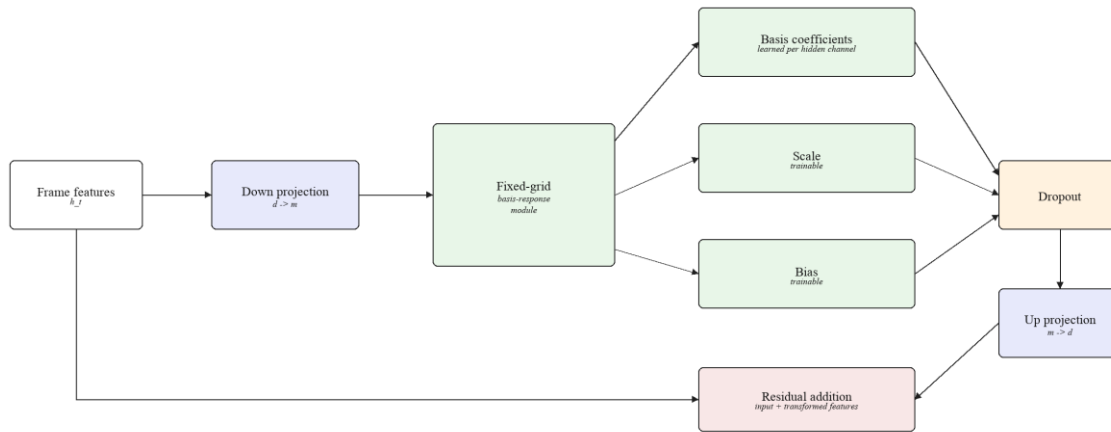 Frame features
h_t
Down projection
d -> m
Fixed-grid
basis-response
module
Basis coefficients
learned per hidden channel
Scale
trainable
Bias
trainable
Dropout
Up projection
m -> d
Residual addition
input + transformed features